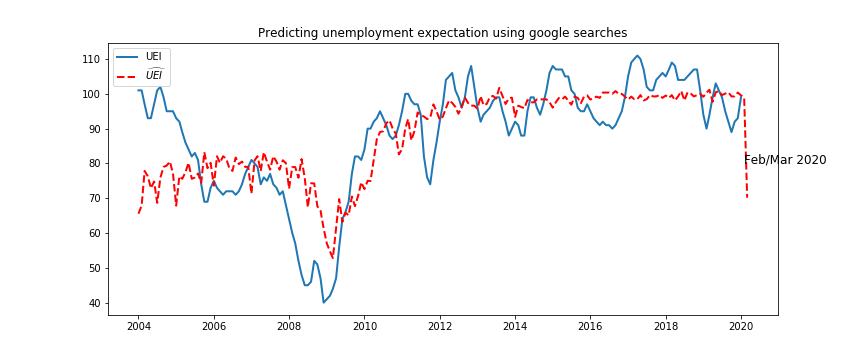 Predicting unemployment expectation using google searches
UEI
UEI
110
100
90
80
70
60
50
40
Feb/Mar 2020
2004 2006 2008 2010 2012 2014 2016 2018 2020